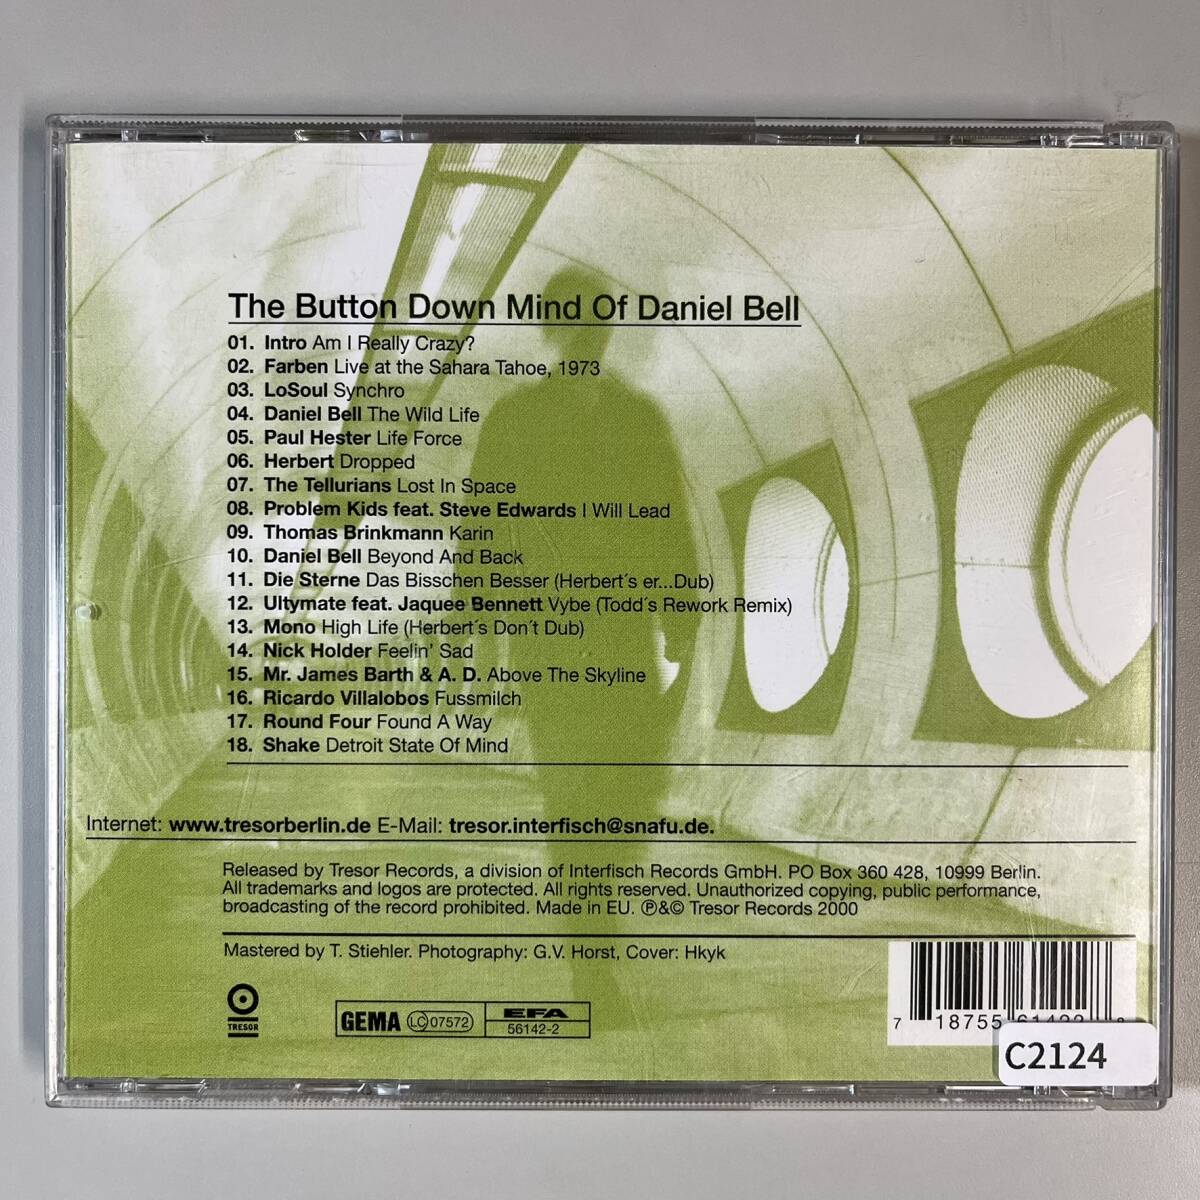 The Button Down Mind Of Daniel Bell
01. Intro Am I Really Crazy?
02. Farben Live at the Sahara Tahoe, 1973
03. LoSoul Synchro
04. Daniel Bell The Wild Life
05. Paul Hester Life Force
06. Herbert Dropped
07. The Tellurians Lost In Space
08. Problem Kids feat. Steve Edwards I Will Lead
09. Thomas Brinkmann Karin
10. Daniel Bell Beyond And Back
11. Die Sterne Das Bisschen Besser (Herbert´s er...Dub)
12. Ultymate feat. Jaquee Bennett Vybe (Todd´s Rework Remix)
13. Mono High Life (Herbert´s Don´t Dub)
14. Nick Holder Feelin' Sad
15. Mr. James Barth & A. D. Above The Skyline
16. Ricardo Villalobos Fussmilch
17. Round Four Found A Way
18. Shake Detroit State Of Mind
Internet: www.tresorberlin.de E-Mail: tresor.interfisch@snafu.de.
Released by Tresor Records, a division of Interfisch Records GmbH. PO Box 360 428, 10999 Berlin.
All trademarks and logos are protected. All rights reserved. Unauthorized copying, public performance,
broadcasting of the record prohibited. Made in EU. ℗&© Tresor Records 2000
Mastered by T. Stiehler. Photography: G.V. Horst, Cover: Hkyk
TRESOR
GEMA LC 07572 EFA
56142-2
7 18755
C2124